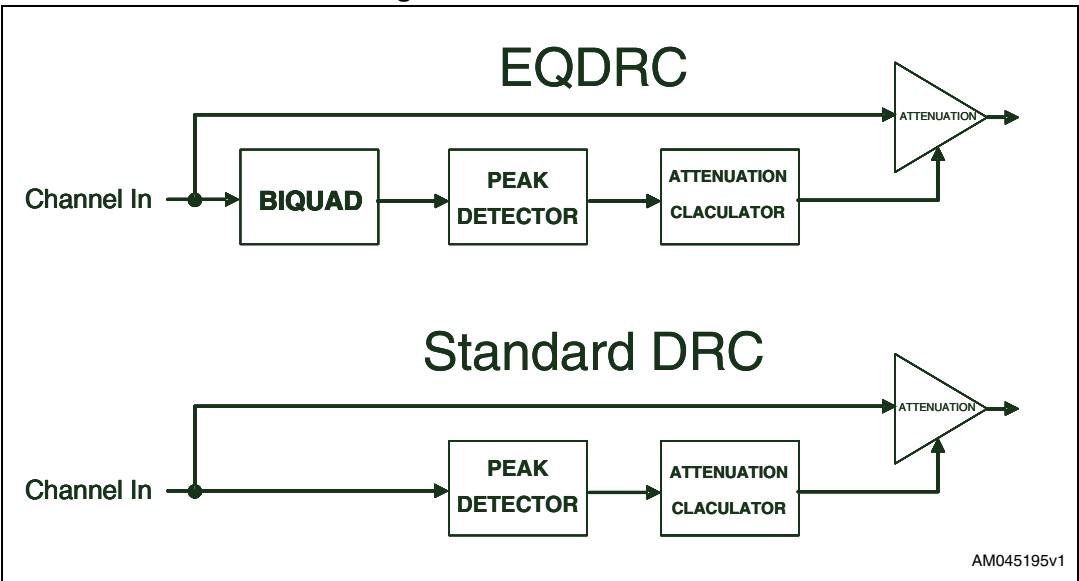 EQDRC
ATTENUATION
Channel In
BIQUAD
PEAK
DETECTOR
ATTENUATION
CLACULATOR
Standard DRC
ATTENUATION
Channel In
PEAK
DETECTOR
ATTENUATION
CLACULATOR
AM045195v1